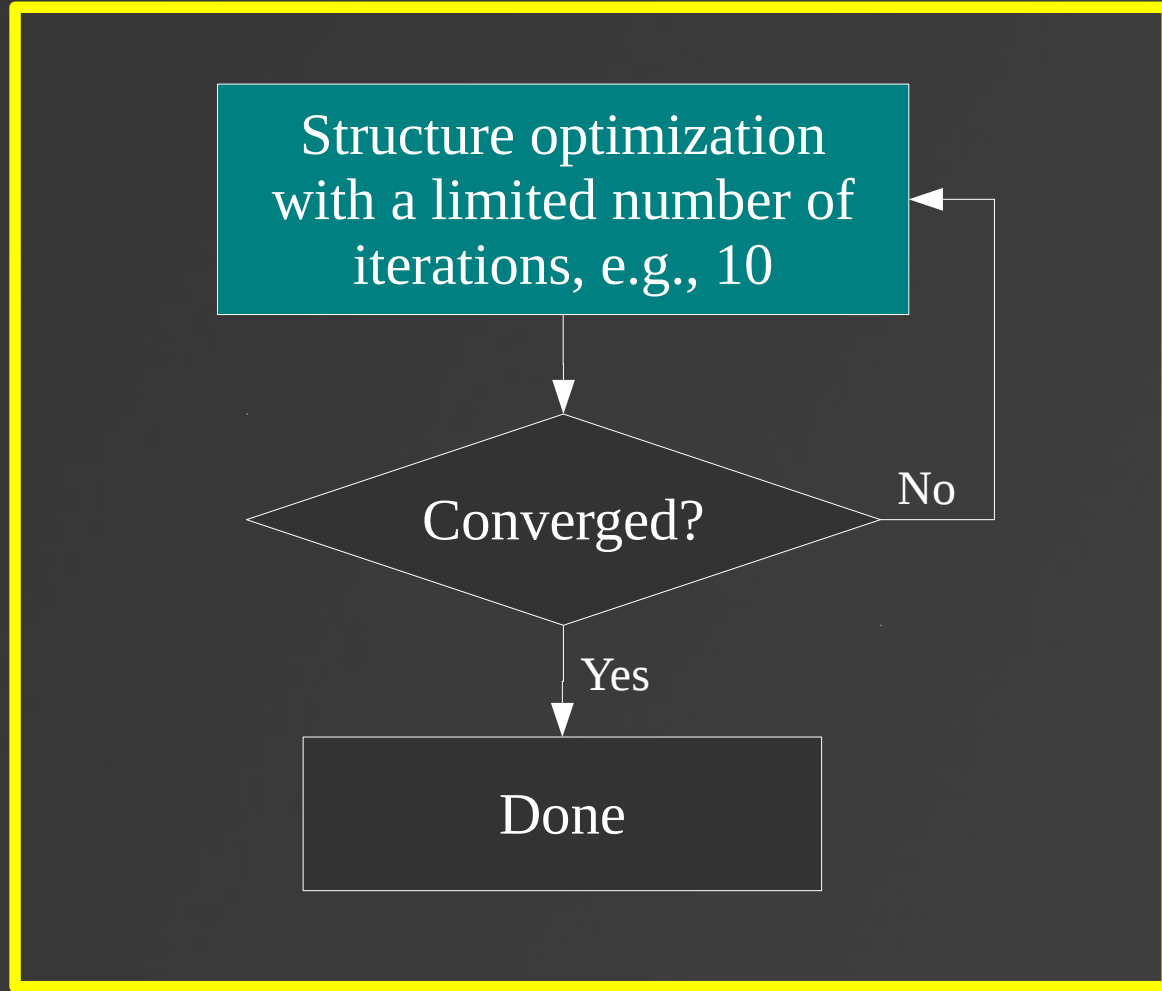 Structure optimization
with a limited number of
iterations, e.g., 10
Converged?
No
Yes
Done